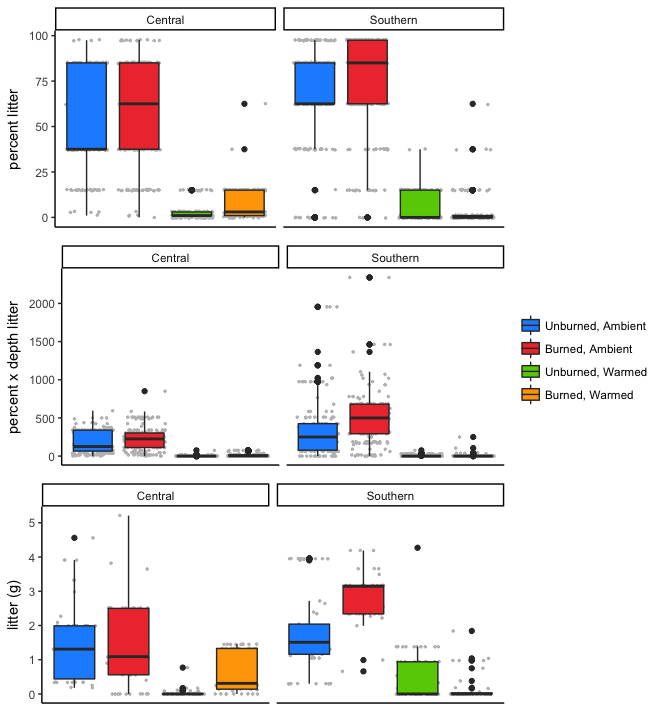 Central Southern
percent litter
100
75
50
25
0
Central Southern
percent x depth litter
2000
1500
1000
500
0
Unburned, Ambient
Burned, Ambient
Unburned, Warmed
Burned, Warmed
Central Southern
litter (g)
5
4
3
2
1
0